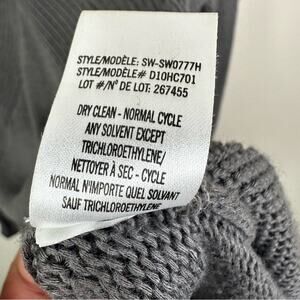 STYLE/MODÈLE: SW-SW0777H
STYLE/MODÈLE# D10HC701
LOT #/N° DE LOT: 267455
DRY CLEAN - NORMAL CYCLE
ANY SOLVENT EXCEPT
TRICHLOROETHYLENE/
NETTOYER À SEC - CYCLE
NORMAL N'IMPORTE QUEL SOLVANT
SAUF TRICHLOROETHYLENE